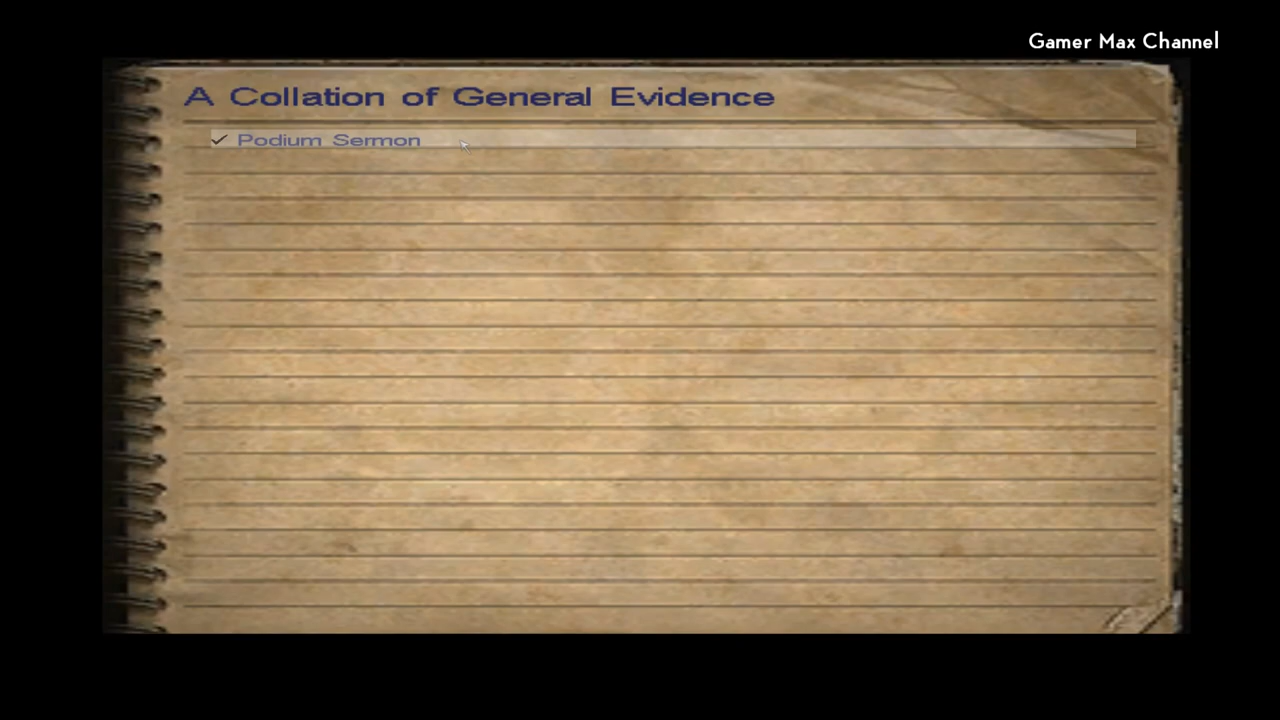 Gamer Max Channel
A Collation of General Evidence
✓ Podium Sermon